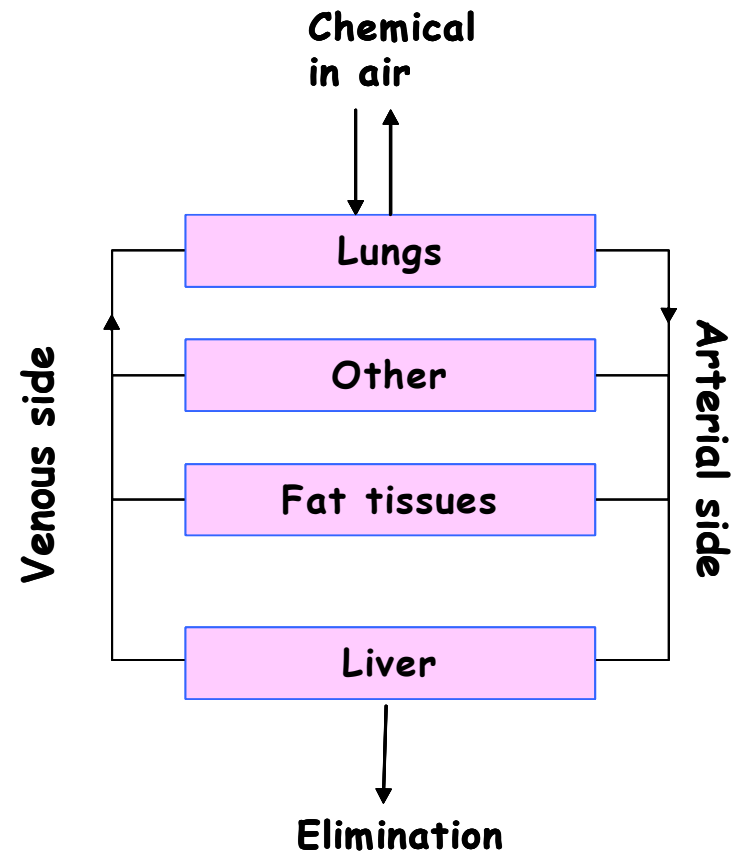 Chemical
in air
Lungs
Other
Fat tissues
Liver
Venous side
Arterial side
Elimination